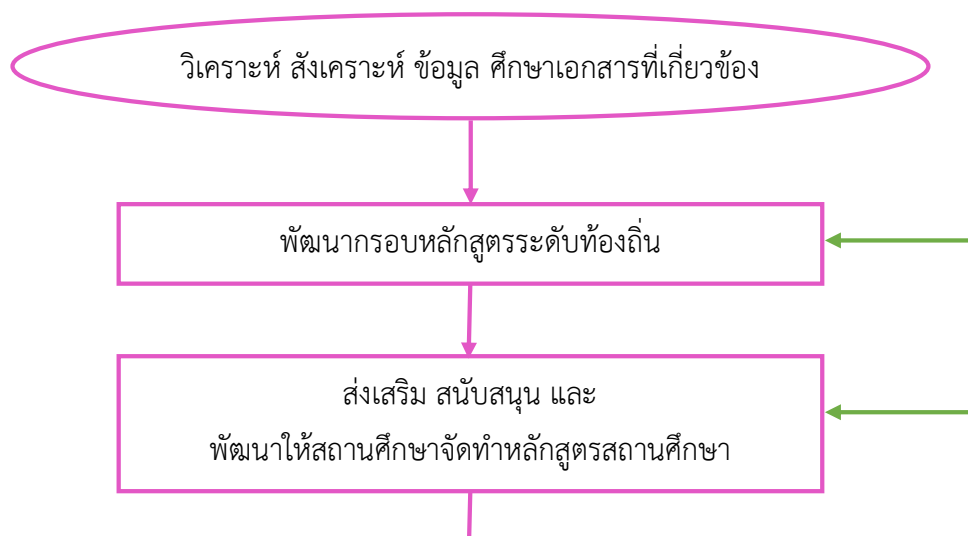 วิเคราะห์ สังเคราะห์ ข้อมูล ศึกษาเอกสารที่เกี่ยวข้อง
พัฒนากรอบหลักสูตรระดับท้องถิ่น
ส่งเสริม สนับสนุน และ
พัฒนาให้สถานศึกษาจัดทำหลักสูตรสถานศึกษา